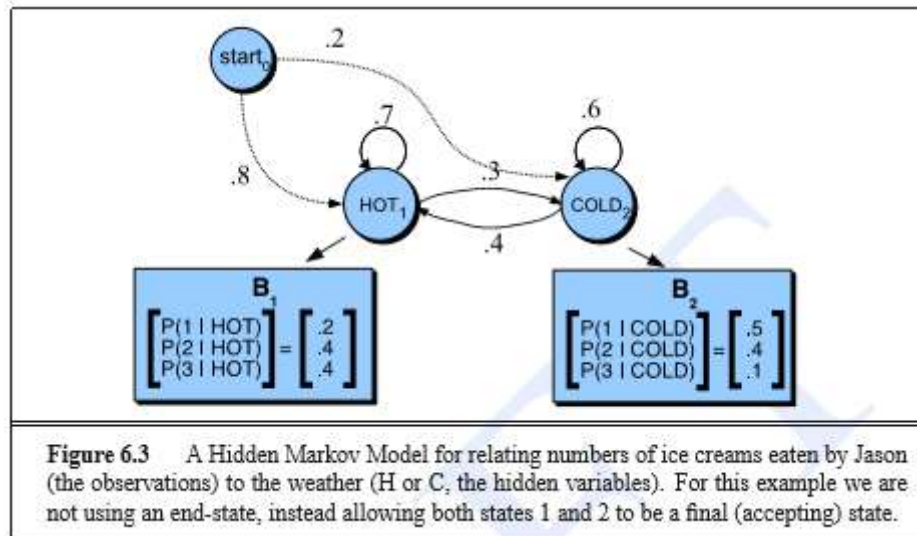 .2
start0
.7
.6
.8
.3
HOT1
COLD2
.4
B1
P(1 | HOT)
P(2 | HOT)
P(3 | HOT)
=
.2
.4
.4
B2
P(1 | COLD)
P(2 | COLD)
P(3 | COLD)
=
.5
.4
.1
Figure 6.3 A Hidden Markov Model for relating numbers of ice creams eaten by Jason
(the observations) to the weather (H or C, the hidden variables). For this example we are
not using an end-state, instead allowing both states 1 and 2 to be a final (accepting) state.